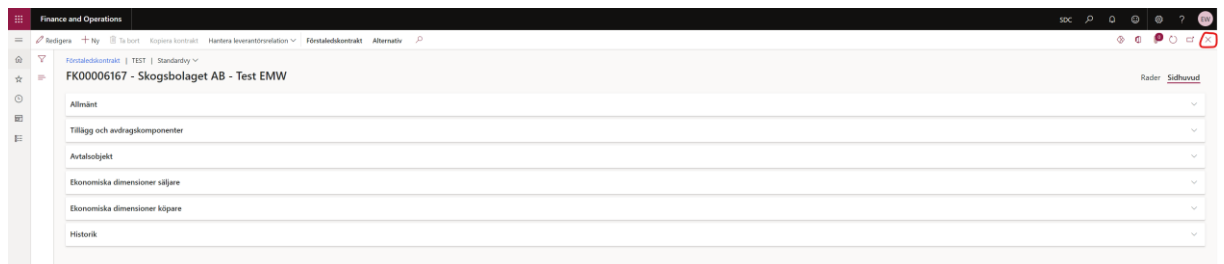 Finance and Operations SDC ? EW
Redigera + Ny Ta bort Kopiera kontrakt Hantera leverantörsrelation Förstaledskontrakt Alternativ
Förstaledskontrakt | TEST | Standardvy
FK00006167 - Skogsbolaget AB - Test EMW
Rader Sidhuvud
Allmänt
Tillägg och avdragskomponenter
Avtalsobjekt
Ekonomiska dimensioner säljare
Ekonomiska dimensioner köpare
Historik